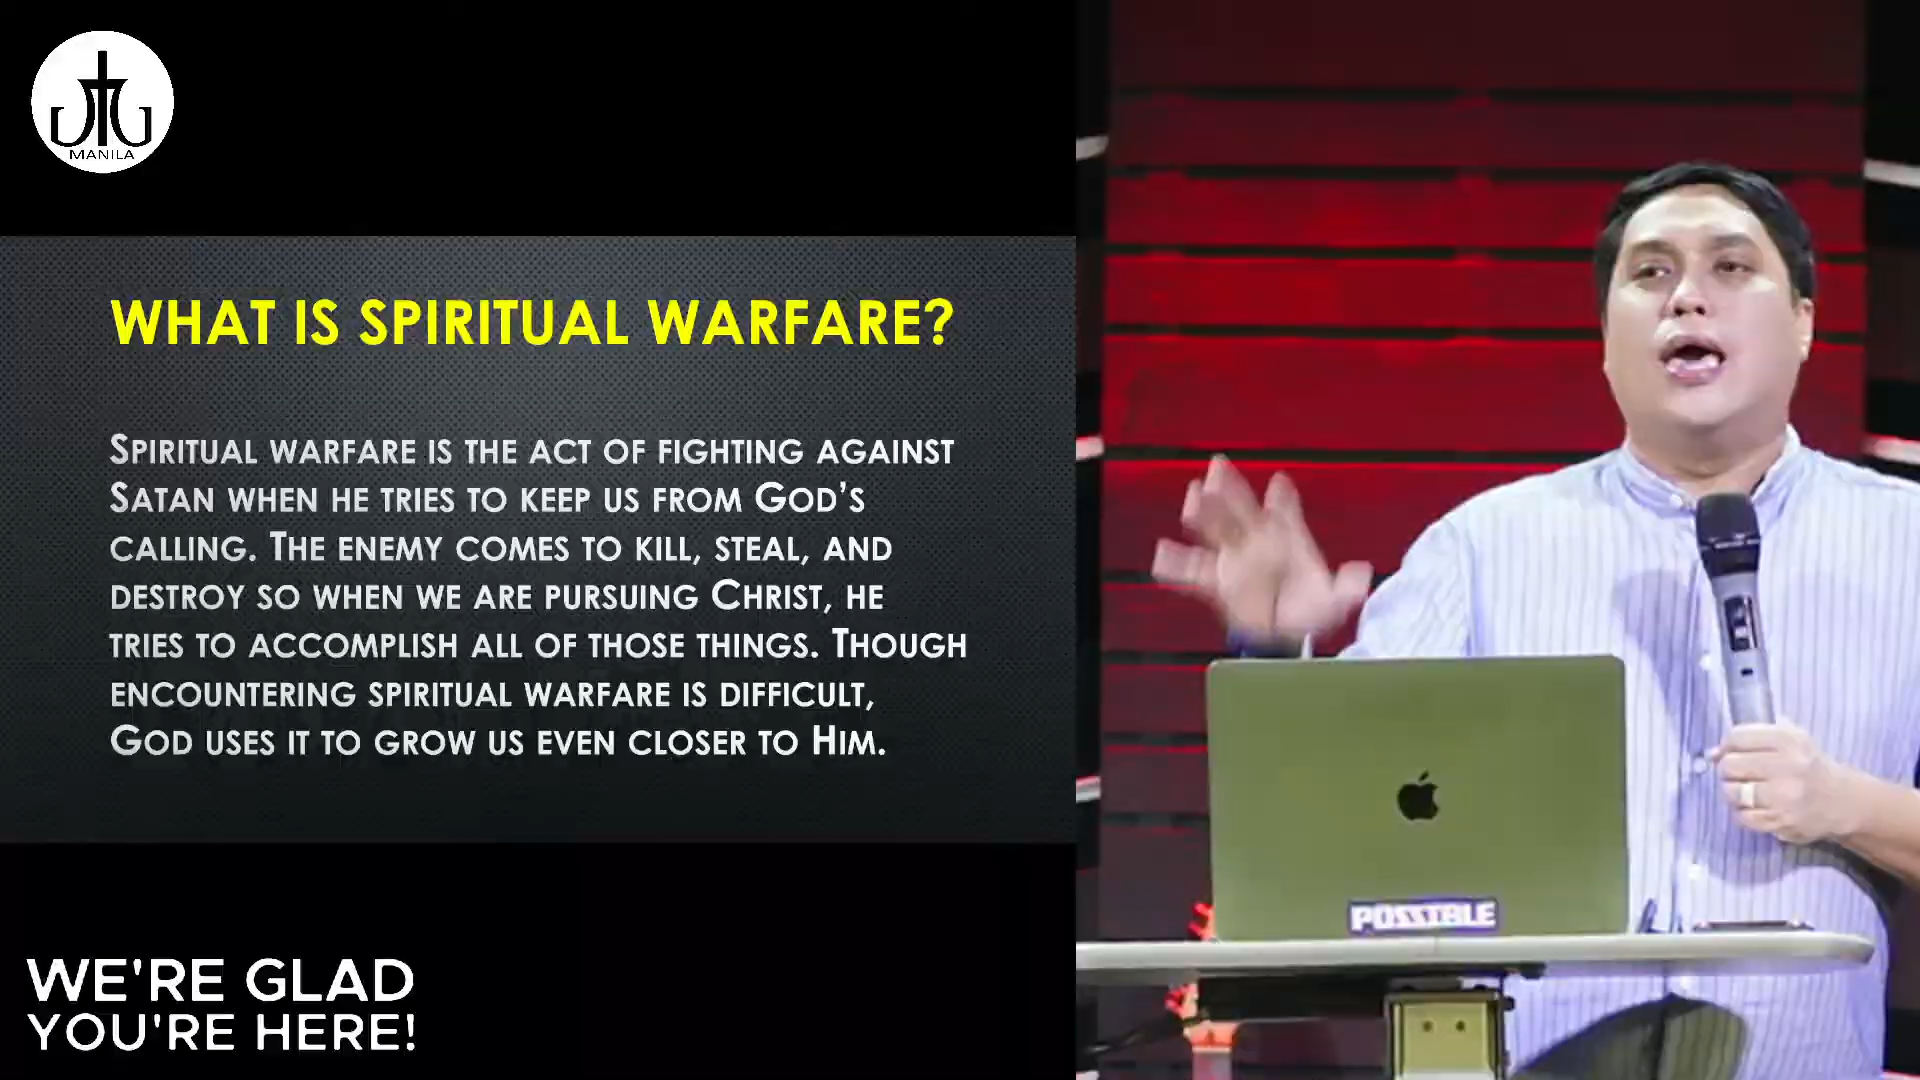 JTG
MANILA
WHAT IS SPIRITUAL WARFARE?
SPIRITUAL WARFARE IS THE ACT OF FIGHTING AGAINST
SATAN WHEN HE TRIES TO KEEP US FROM GOD'S
CALLING. THE ENEMY COMES TO KILL, STEAL, AND
DESTROY SO WHEN WE ARE PURSUING CHRIST, HE
TRIES TO ACCOMPLISH ALL OF THOSE THINGS. THOUGH
ENCOUNTERING SPIRITUAL WARFARE IS DIFFICULT,
GOD USES IT TO GROW US EVEN CLOSER TO HIM.
POSSIBLE
WE'RE GLAD
YOU'RE HERE!